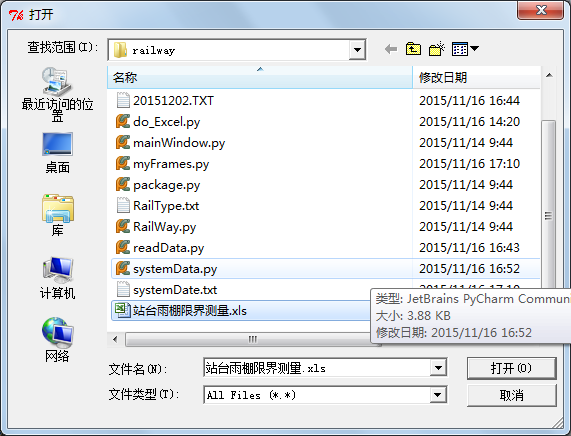 打开
查找范围(I):
railway
最近访问的位置
桌面
库
计算机
网络
名称
修改日期
20151202.TXT
2015/11/16 16:44
do_Excel.py
2015/11/16 14:20
mainWindow.py
2015/11/14 9:44
myFrames.py
2015/11/16 17:10
package.py
2015/11/14 9:44
RailType.txt
2015/11/14 9:44
RailWay.py
2015/11/14 9:44
readData.py
2015/11/16 16:43
systemData.py
2015/11/16 16:52
systemDate.txt
站台雨棚限界测量.xls
类型: JetBrains PyCharm Commun
大小: 3.88 KB
修改日期: 2015/11/16 16:52
文件名(N):
站台雨棚限界测量.xls
打开(O)
文件类型(T):
All Files (*.*)
取消